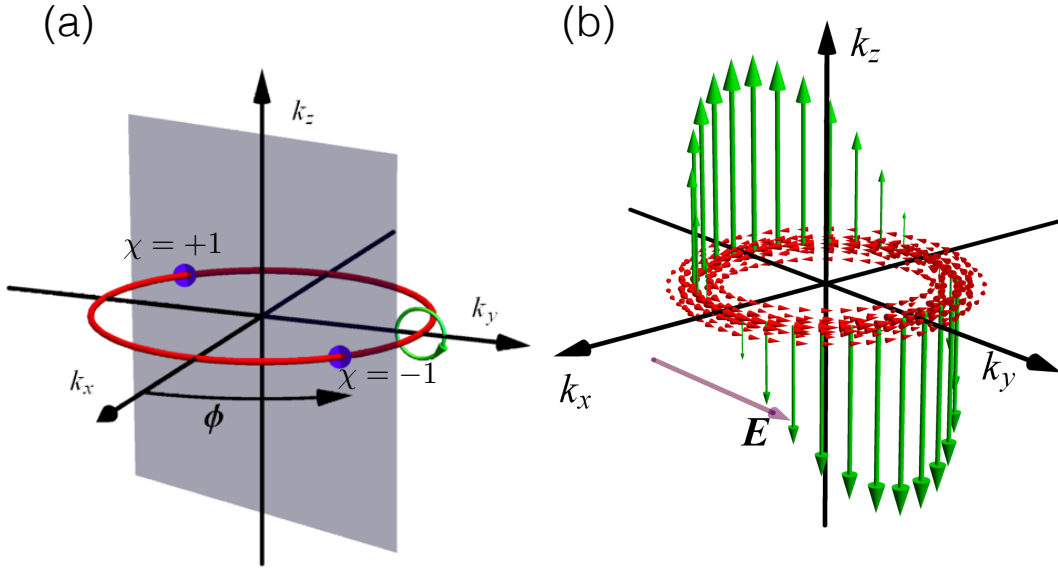 (a)
k_z
χ = +1
k_y
χ = −1
k_x
ϕ
(b)
k_z
k_x
k_y
E